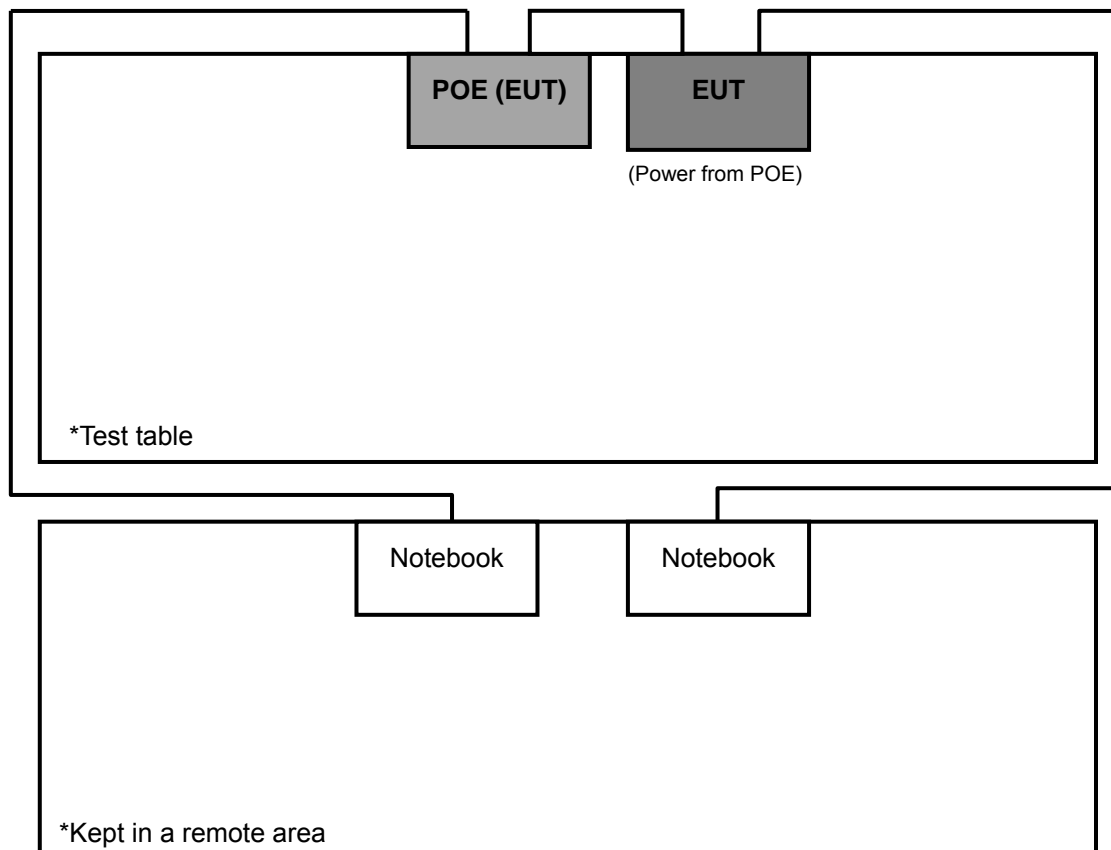 POE (EUT)
EUT
(Power from POE)
*Test table
Notebook
Notebook
*Kept in a remote area